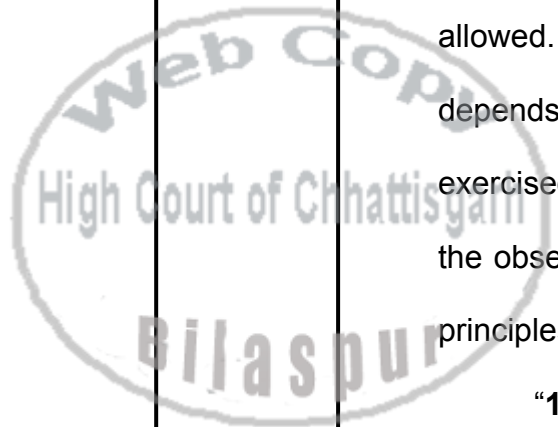 Web Copy
High Court of Chhattisgarh
Bilaspur
allowed.
depends
exercise
the obse
principle
“1